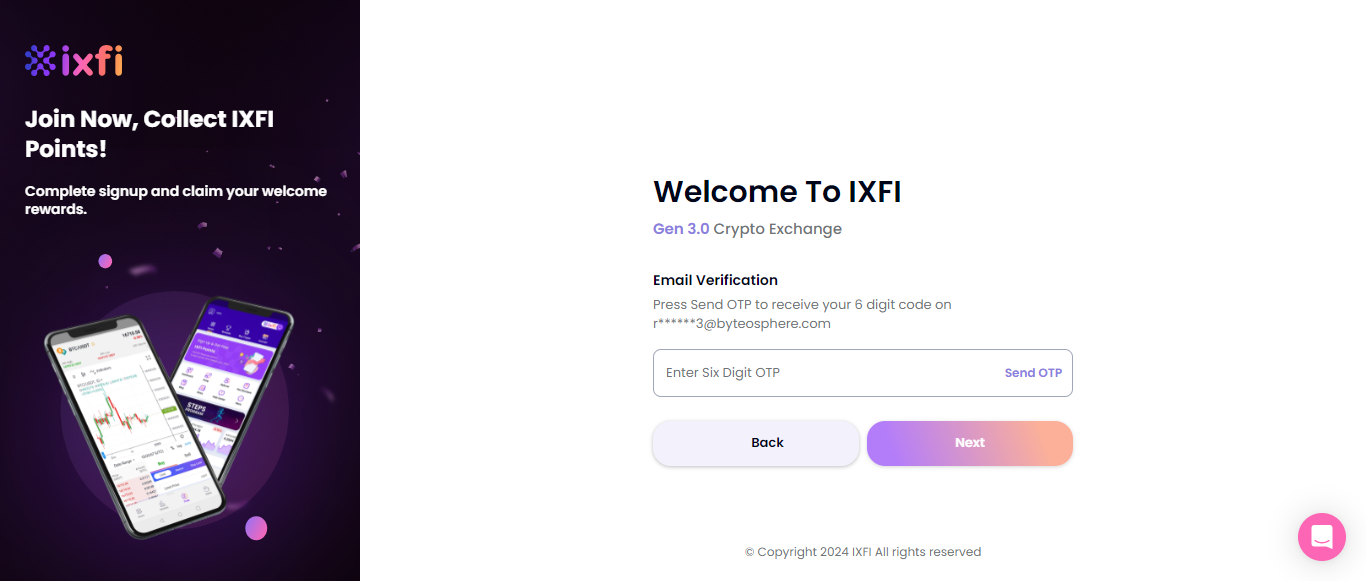 ixfi
Join Now, Collect IXFI
Points!
Complete signup and claim your welcome
rewards.
STEPS
Welcome To IXFI
Gen 3.0 Crypto Exchange
Email Verification
Press Send OTP to receive your 6 digit code on
r******3@byteosphere.com
Enter Six Digit OTP
Send OTP
Back
Next
© Copyright 2024 IXFI All rights reserved